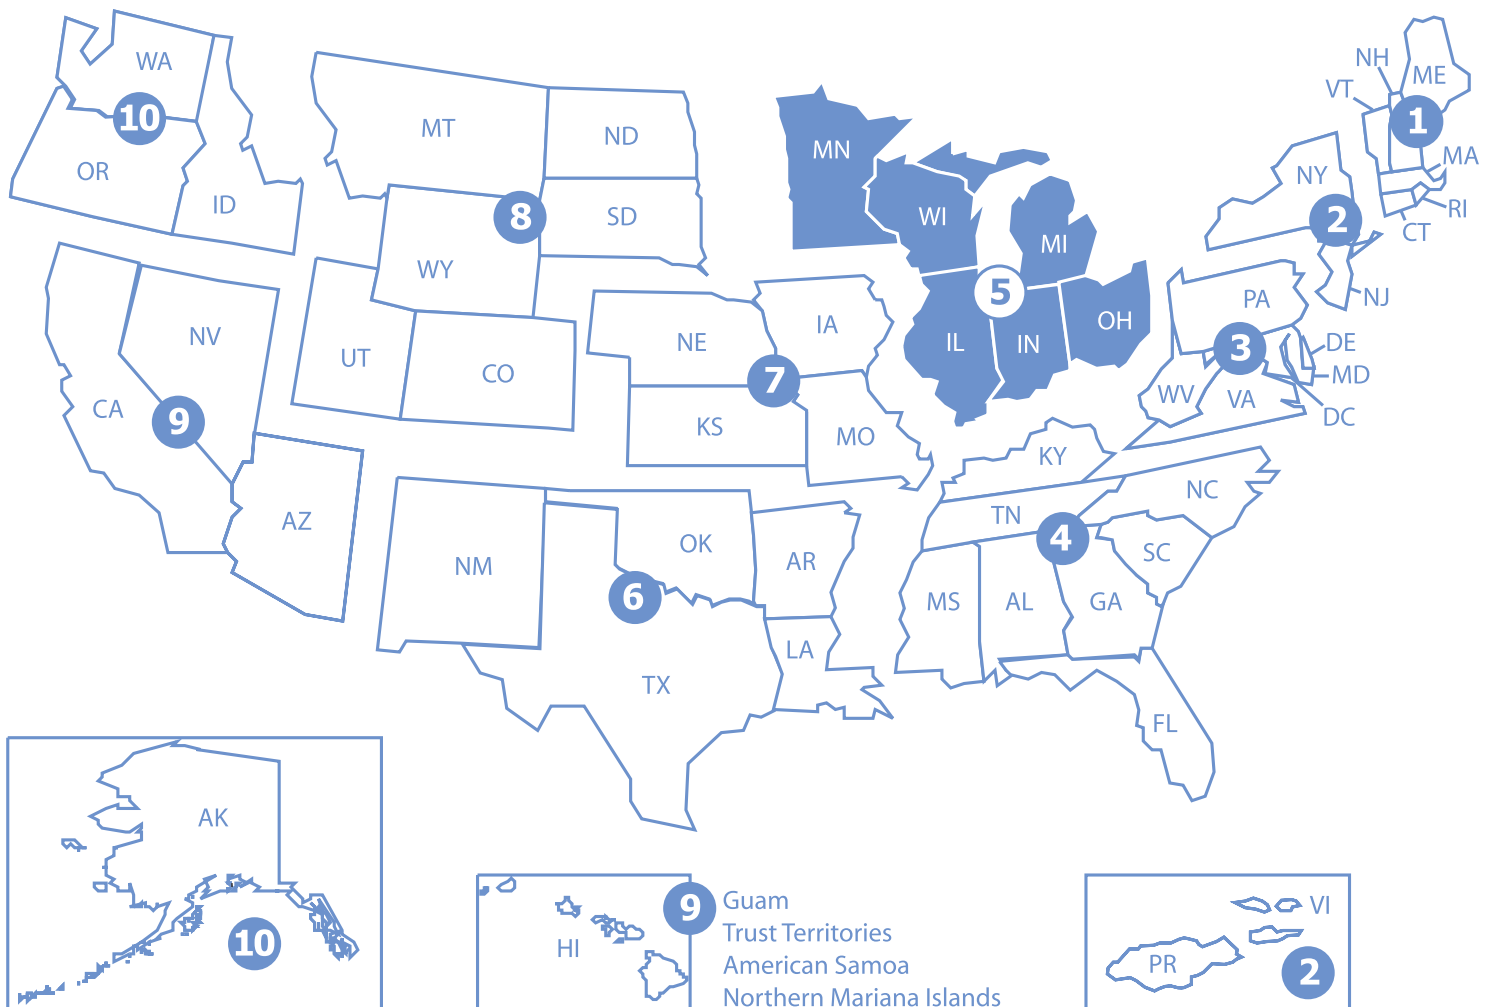 WA
10
OR
ID
MT
ND
8
SD
WY
MN
WI
MI
5
IL
IN
OH
NH
ME
VT
1
MA
NY
RI
2
CT
NJ
PA
3
DE
MD
WV
VA
DC
NV
CA
9
UT
CO
NE
IA
7
KS
MO
AZ
NM
OK
AR
6
TX
LA
KY
NC
TN
4
SC
MS
AL
GA
FL
AK
10
HI
9
Guam
Trust Territories
American Samoa
Northern Mariana Islands
VI
PR
2